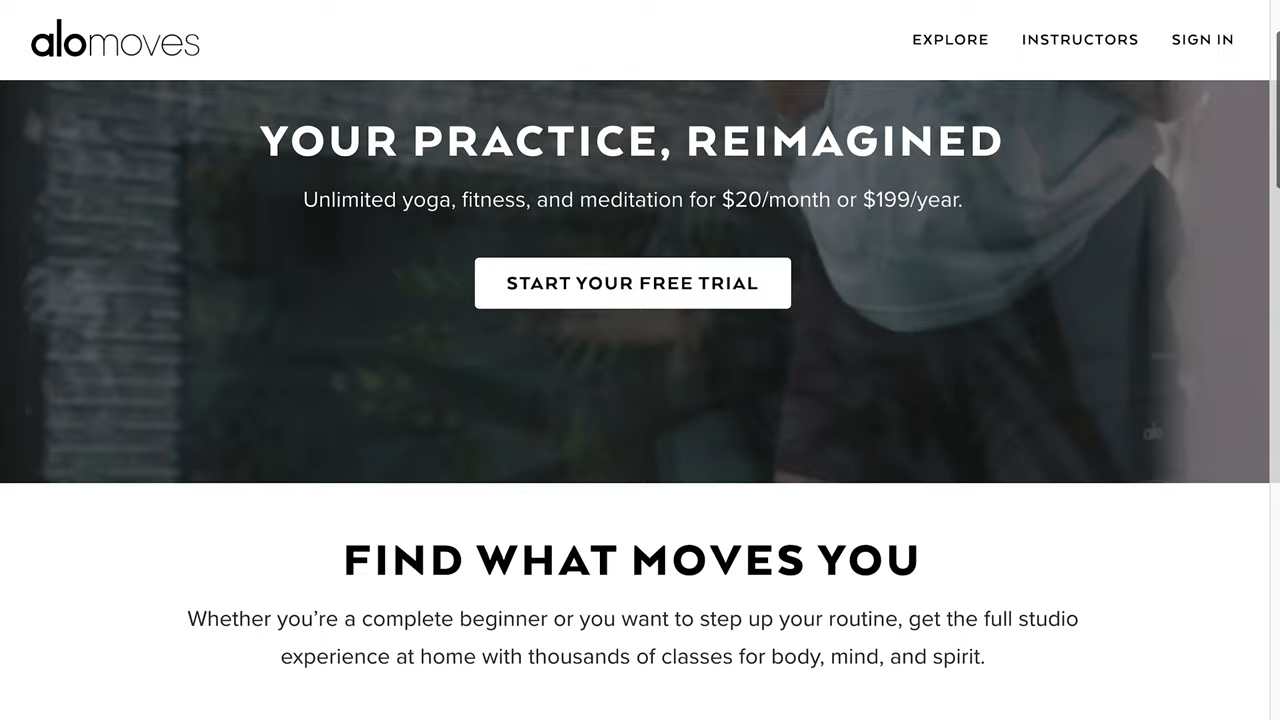 alomoves
EXPLORE
INSTRUCTORS
SIGN IN
YOUR PRACTICE, REIMAGINED
Unlimited yoga, fitness, and meditation for $20/month or $199/year.
START YOUR FREE TRIAL
alo
FIND WHAT MOVES YOU
Whether you’re a complete beginner or you want to step up your routine, get the full studio
experience at home with thousands of classes for body, mind, and spirit.